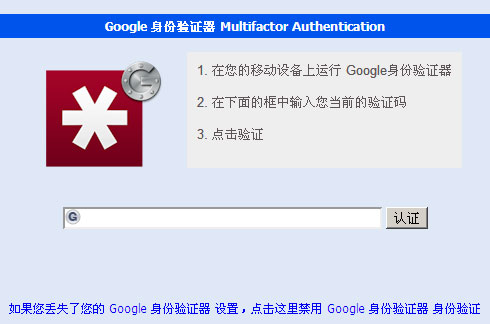 Google 身份验证器 Multifactor Authentication
1. 在您的移动设备上运行 Google身份验证器
2. 在下面的框中输入您当前的验证码
3. 点击验证
G
认证
如果您丢失了您的 Google 身份验证器 设置，点击这里禁用 Google 身份验证器 身份验证